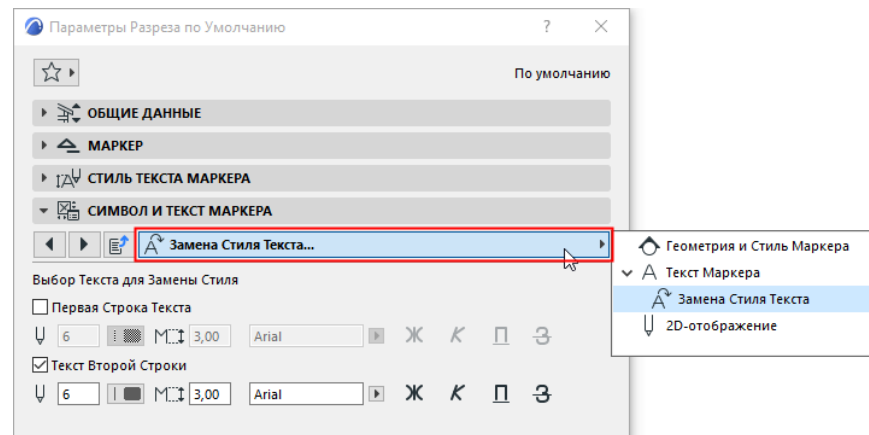 Параметры Разреза по Умолчанию
?
По умолчанию
ОБЩИЕ ДАННЫЕ
МАРКЕР
СТИЛЬ ТЕКСТА МАРКЕРА
СИМВОЛ И ТЕКСТ МАРКЕРА
Замена Стиля Текста...
Геометрия и Стиль Маркера
Текст Маркера
Замена Стиля Текста
2D-отображение
Выбор Текста для Замены Стиля
Первая Строка Текста
6 3,00 Arial Ж К П З
Текст Второй Строки
6 3,00 Arial Ж К П З